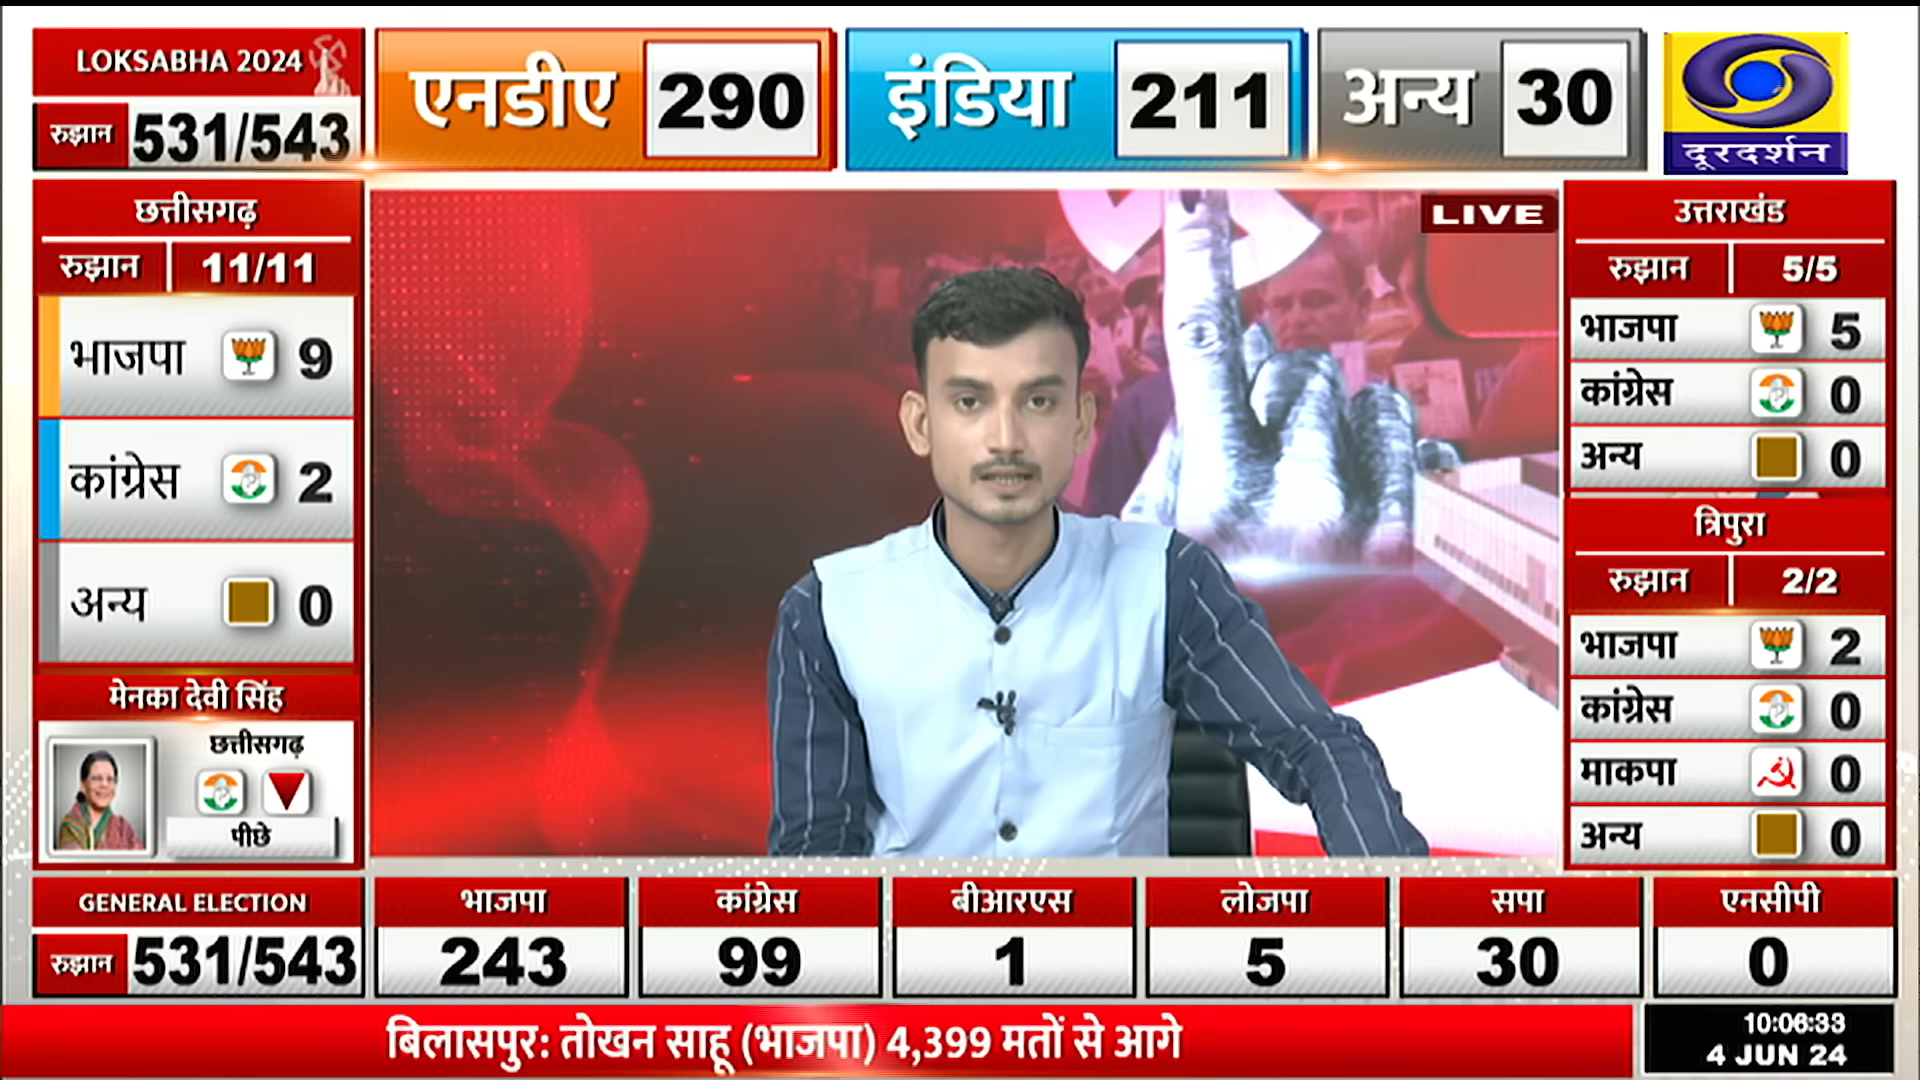 LOKSABHA 2024
रुझान 531/543
एनडीए 290
इंडिया 211
अन्य 30
दूरदर्शन
छत्तीसगढ़
रुझान 11/11
भाजपा 9
कांग्रेस 2
अन्य 0
मेनका देवी सिंह
छत्तीसगढ़
पीछे
LIVE
उत्तराखंड
रुझान 5/5
भाजपा 5
कांग्रेस 0
अन्य 0
त्रिपुरा
रुझान 2/2
भाजपा 2
कांग्रेस 0
माकपा 0
अन्य 0
GENERAL ELECTION
रुझान 531/543
भाजपा 243
कांग्रेस 99
बीआरएस 1
लोजपा 5
सपा 30
एनसीपी 0
बिलासपुर: तोखन साहू (भाजपा) 4,399 मतों से आगे
10:06:33
4 JUN 24